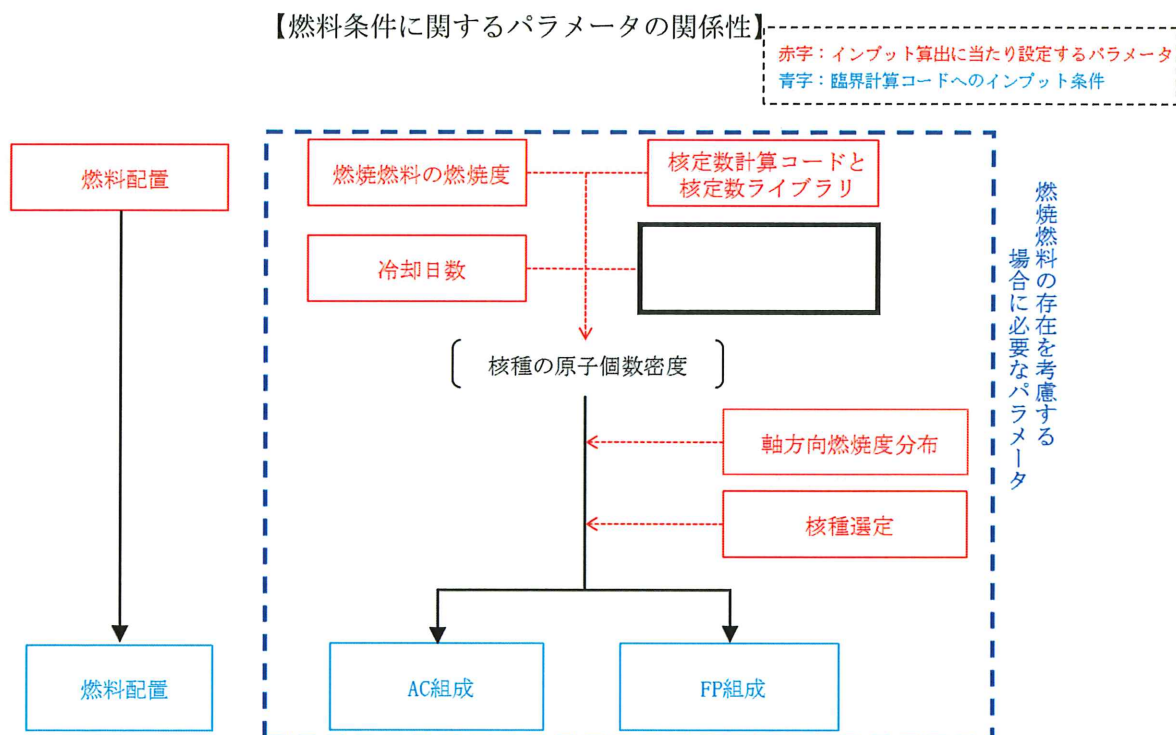 【燃料条件に関するパラメータの関係性】
赤字：インプット算出に当たり設定するパラメータ
青字：臨界計算コードへのインプット条件
燃料配置
燃焼燃料の燃焼度
核定数計算コードと
核定数ライブラリ
冷却日数
核種の原子個数密度
軸方向燃焼度分布
核種選定
燃料配置
AC組成
FP組成
燃焼燃料の存在を考慮する
場合に必要なパラメータ